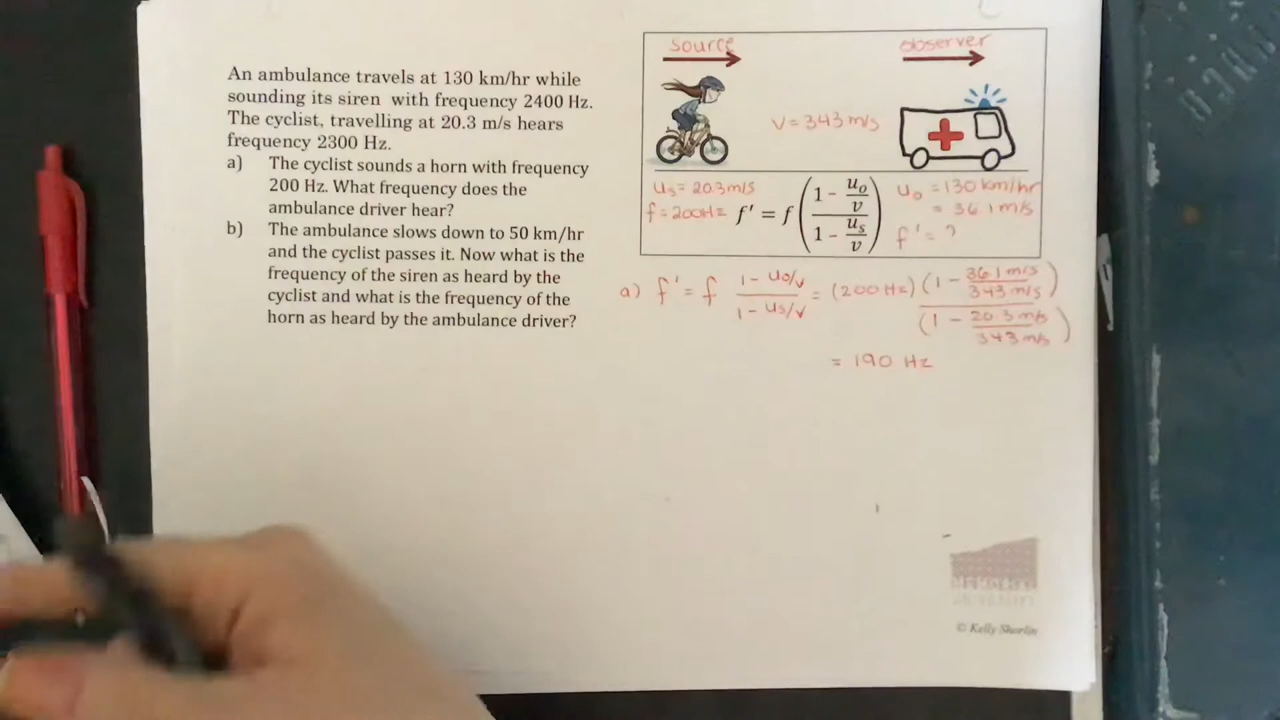 An ambulance travels at 130 km/hr while
sounding its siren with frequency 2400 Hz.
The cyclist, travelling at 20.3 m/s hears
frequency 2300 Hz.
a) The cyclist sounds a horn with frequency
200 Hz. What frequency does the
ambulance driver hear?
b) The ambulance slows down to 50 km/hr
and the cyclist passes it. Now what is the
frequency of the siren as heard by the
cyclist and what is the frequency of the
horn as heard by the ambulance driver?
source
observer
v = 343 m/s
us = 20.3 m/s
f = 200 Hz
f' = f ( (1 - uo/v) / (1 - us/v) )
uo = 130 km/hr
= 36.1 m/s
f' = ?
a) f' = f (1 - uo/v) / (1 - us/v) = (200 Hz) (1 - 36.1 m/s / 343 m/s) / (1 - 20.3 m/s / 343 m/s)
= 190 Hz
© Kelly Shorlin